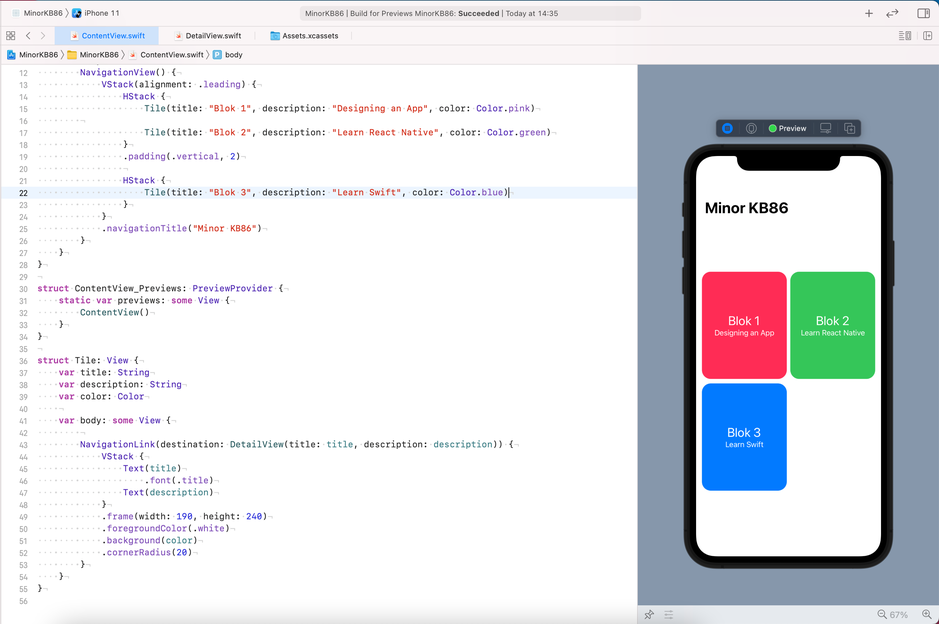 MinorKB86 〉 iPhone 11
MinorKB86 | Build for Previews MinorKB86: Succeeded | Today at 14:35
ContentView.swift
DetailView.swift
Assets.xcassets
MinorKB86 〉 MinorKB86 〉 ContentView.swift 〉 P body
12 NavigationView() {
13 VStack(alignment: .leading) {
14 HStack {
15 Tile(title: "Blok 1", description: "Designing an App", color: Color.pink)
16
17 Tile(title: "Blok 2", description: "Learn React Native", color: Color.green)
18 }
19 .padding(.vertical, 2)
20
21 HStack {
22 Tile(title: "Blok 3", description: "Learn Swift", color: Color.blue)
23 }
24 }
25 .navigationTitle("Minor KB86")
26 }
27 }
28 }
29
30 struct ContentView_Previews: PreviewProvider {
31 static var previews: some View {
32 ContentView()
33 }
34 }
35
36 struct Tile: View {
37 var title: String
38 var description: String
39 var color: Color
40
41 var body: some View {
42
43 NavigationLink(destination: DetailView(title: title, description: description)) {
44 VStack {
45 Text(title)
46 .font(.title)
47 Text(description)
48 }
49 .frame(width: 190, height: 240)
50 .foregroundColor(.white)
51 .background(color)
52 .cornerRadius(20)
53 }
54 }
55 }
56
Preview
Minor KB86
Blok 1
Designing an App
Blok 2
Learn React Native
Blok 3
Learn Swift
67%